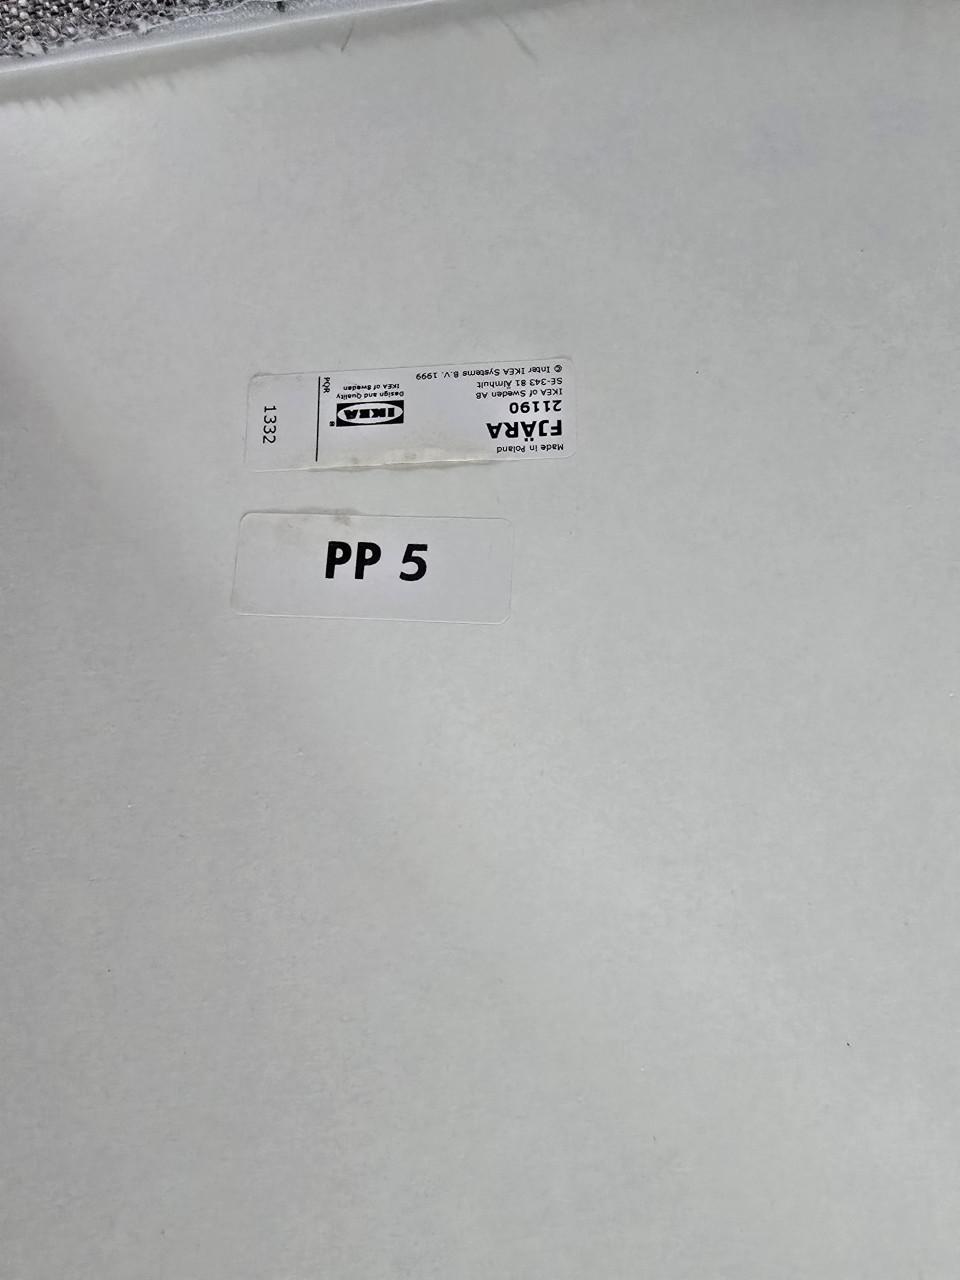 Made in Poland
FJÄRA
21190
IKEA of Sweden AB
SE-343 81 Älmhult
© Inter IKEA Systems B.V. 1999
IKEA ®
Design and Quality
IKEA of Sweden
PQR
1332
PP 5